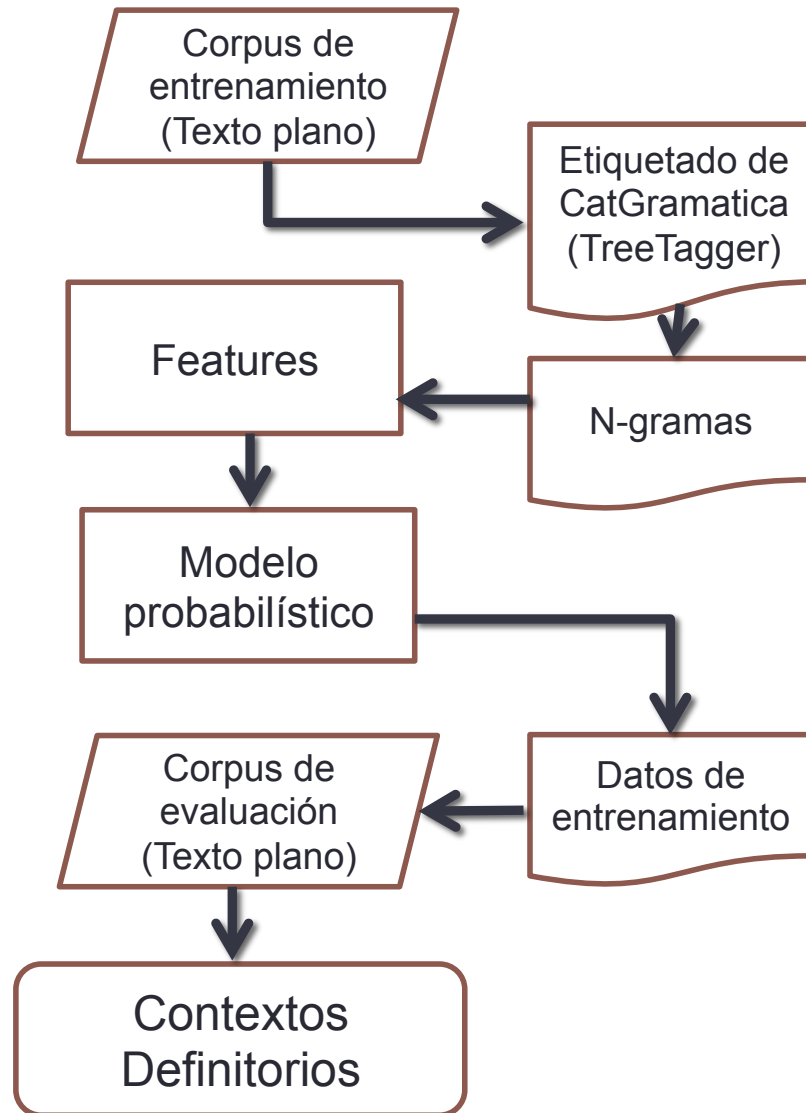 Corpus de
entrenamiento
(Texto plano)
Etiquetado de
CatGramatica
(TreeTagger)
Features
N-gramas
Modelo
probabilístico
Datos de
entrenamiento
Corpus de
evaluación
(Texto plano)
Contextos
Definitorios